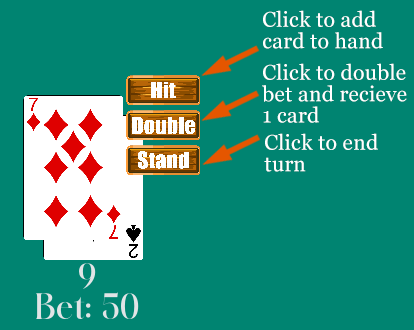 Click to add
card to hand
Hit
Click to double
bet and recieve
1 card
Double
Click to end
turn
Stand
7
7
2
9
Bet: 50